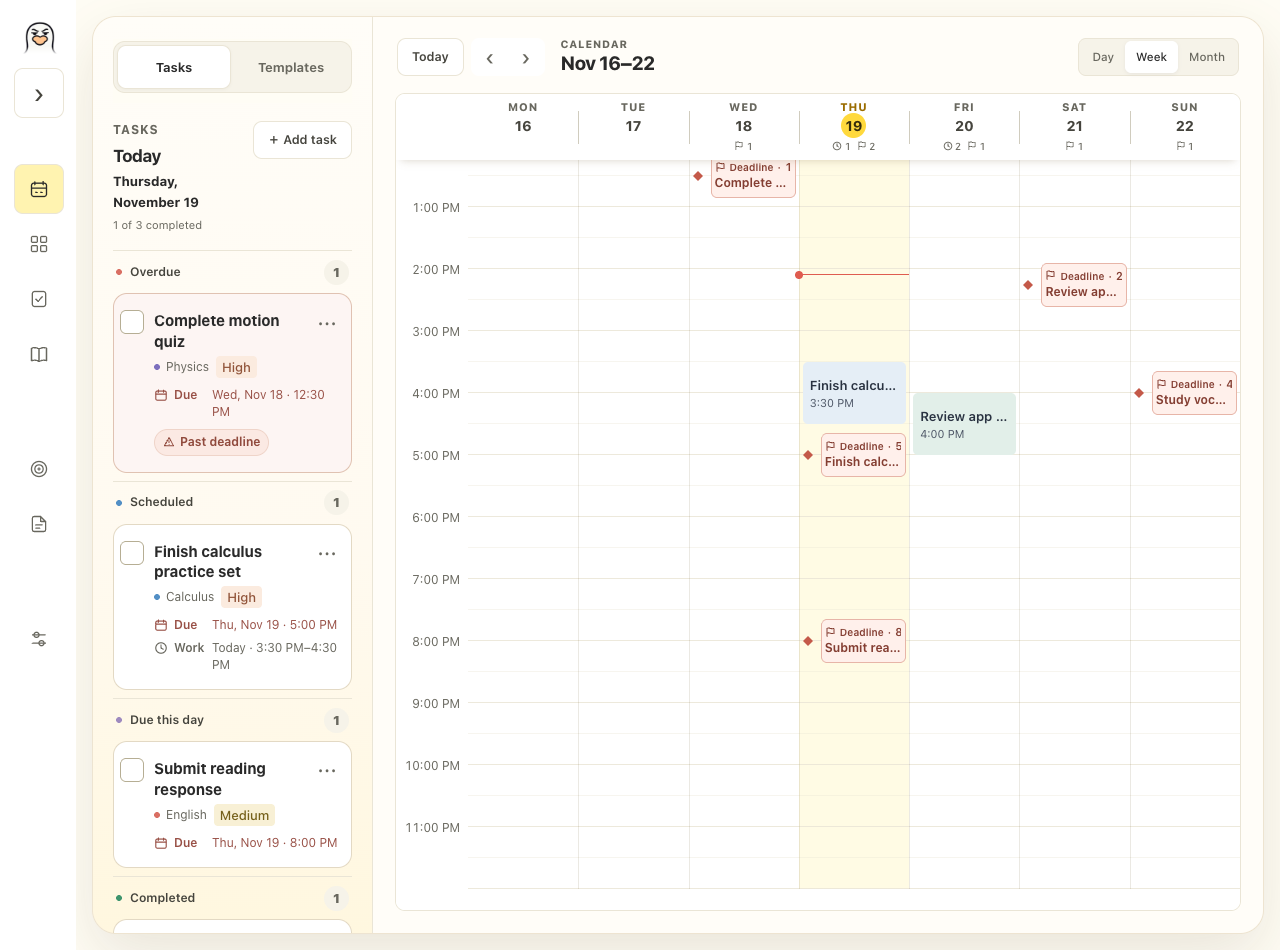 Tasks
Templates
TASKS
Today
Thursday,
November 19
1 of 3 completed
+ Add task
Overdue
1
Complete motion
quiz
Physics
High
Due
Wed, Nov 18 · 12:30
PM
Past deadline
Scheduled
1
Finish calculus
practice set
Calculus
High
Due
Thu, Nov 19 · 5:00 PM
Work
Today · 3:30 PM–4:30
PM
Due this day
1
Submit reading
response
English
Medium
Due
Thu, Nov 19 · 8:00 PM
Completed
1
Today
CALENDAR
Nov 16–22
Day
Week
Month
MON
16
TUE
17
WED
18
1
THU
19
1
2
FRI
20
2
1
SAT
21
1
SUN
22
1
1:00 PM
2:00 PM
3:00 PM
4:00 PM
5:00 PM
6:00 PM
7:00 PM
8:00 PM
9:00 PM
10:00 PM
11:00 PM
Deadline · 1
Complete ...
Finish calcu...
3:30 PM
Deadline · 5
Finish calc...
Deadline · 8
Submit rea...
Review app ...
4:00 PM
Deadline · 2
Review ap...
Deadline · 4
Study voc...